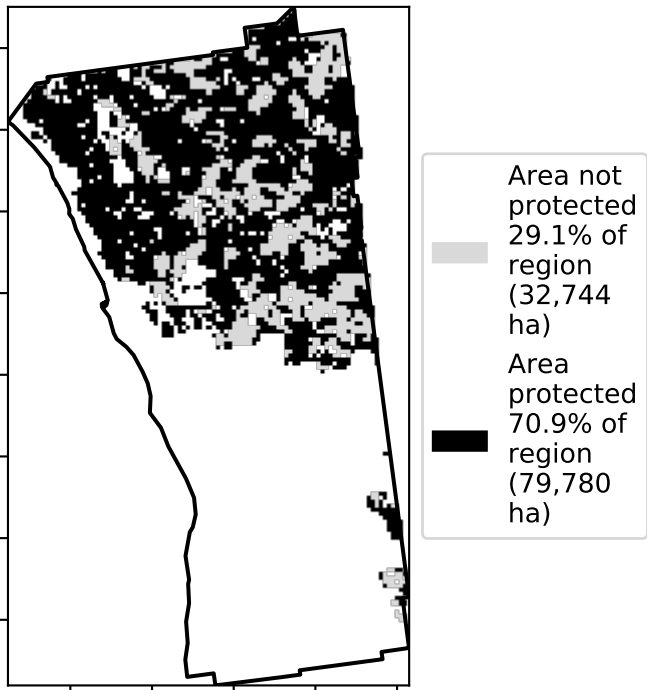 Area not
protected
29.1% of
region
(32,744
ha)
Area
protected
70.9% of
region
(79,780
ha)